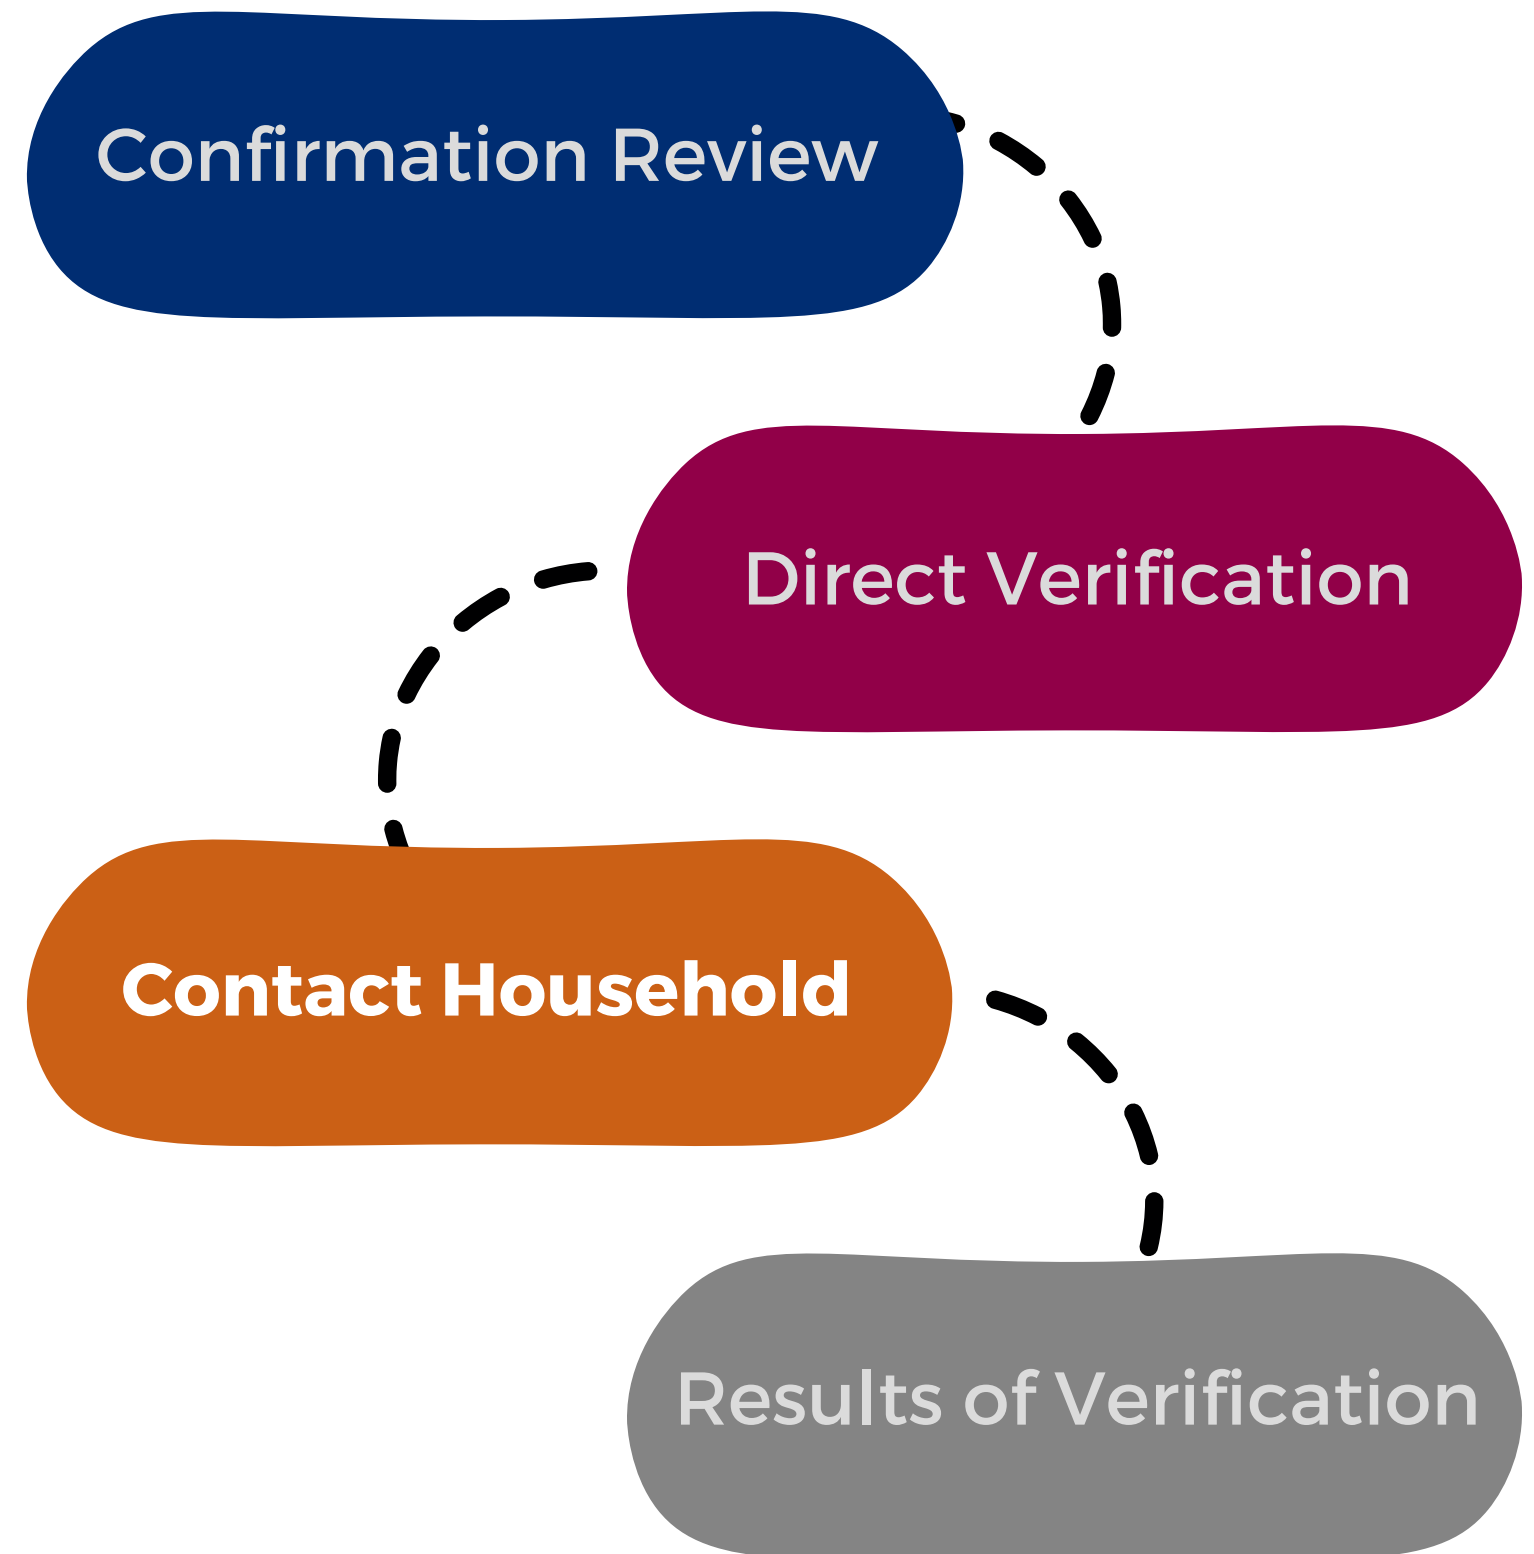 Confirmation Review
Direct Verification
Contact Household
Results of Verification